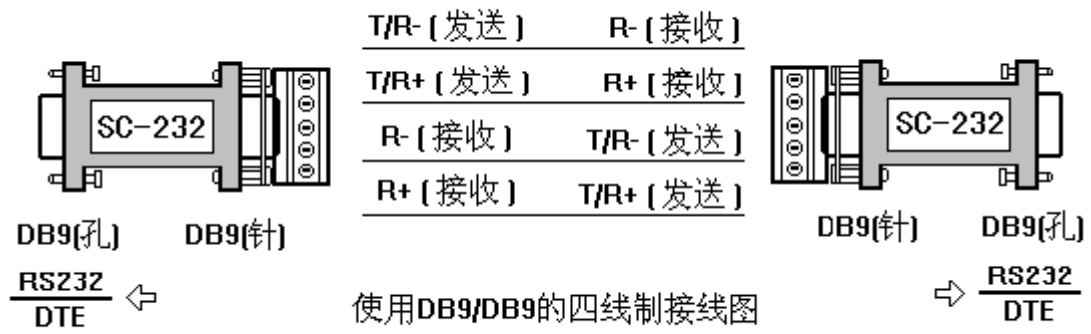 T/R- ( 发送 ) R- ( 接收 )
T/R+ ( 发送 ) R+ ( 接收 )
SC-232
SC-232
R- ( 接收 ) T/R- ( 发送 )
R+ ( 接收 ) T/R+ ( 发送 )
DB9(孔) DB9(针)
DB9(针) DB9(孔)
RS232
DTE
RS232
DTE
使用DB9/DB9的四线制接线图